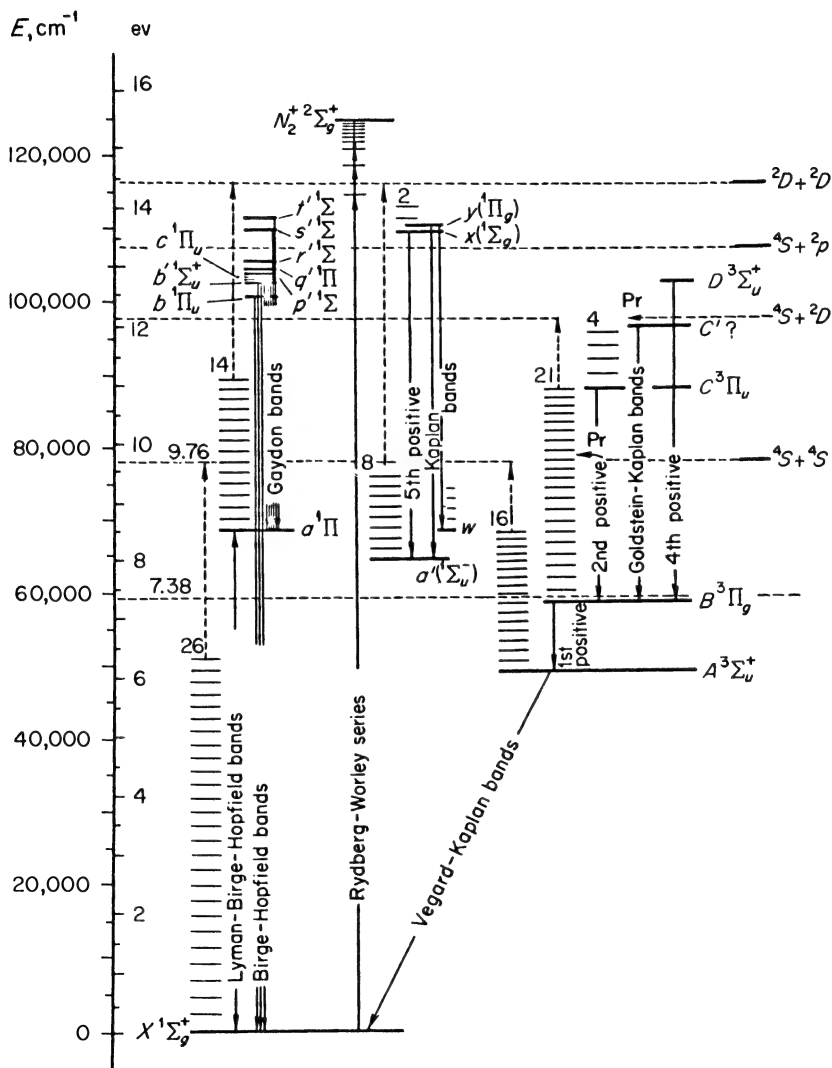 E, cm⁻¹ ev
16
N₂⁺ ²Σg⁺
120,000
²D + ²D
2
14
t' ¹Σ
y(¹Πg)
s' ¹Σ
x(¹Σg)
c ¹Πu
⁴S + ²p
r' ¹Σ
b' ¹Σu⁺
q' ¹Π
D ³Σu⁺
b ¹Πu
p' ¹Σ
100,000
Pr
⁴S + ²D
12
4
C' ?
14
21
C ³Πu
80,000
10
9.76
8
Pr
⁴S + ⁴S
Gaydon bands
5th positive
Kaplan bands
2nd positive
Goldstein-Kaplan bands
4th positive
16
a ¹Π
w
8
a'(¹Σu⁻)
60,000
7.38
B ³Πg
26
1st positive
6
A ³Σu⁺
40,000
4
Lyman-Birge-Hopfield bands
Birge-Hopfield bands
Rydberg-Worley series
Vegard-Kaplan bands
20,000
2
0
X ¹Σg⁺